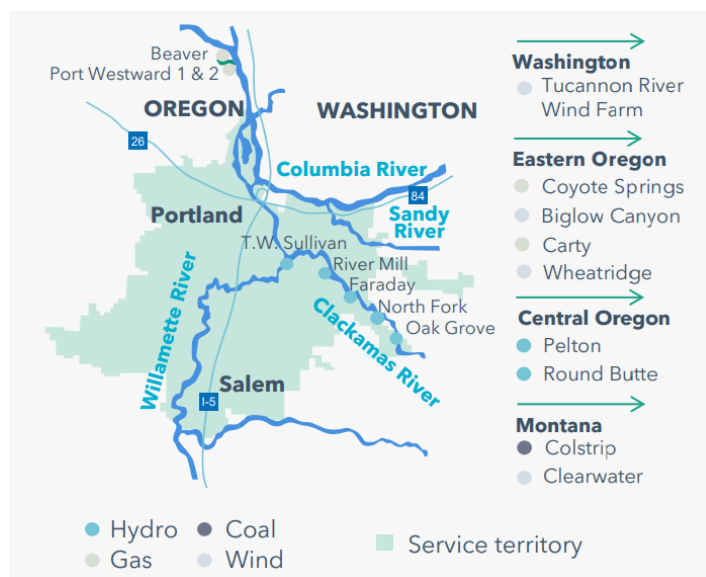 Beaver
Port Westward 1 & 2
OREGON
WASHINGTON
26
Columbia River
84
Portland
Sandy
River
T.W. Sullivan
River Mill
Faraday
North Fork
Oak Grove
Willamette River
Clackamas River
Salem
I-5
Washington
Tucannon River
Wind Farm
Eastern Oregon
Coyote Springs
Biglow Canyon
Carty
Wheatridge
Central Oregon
Pelton
Round Butte
Montana
Colstrip
Clearwater
Hydro
Coal
Gas
Wind
Service territory